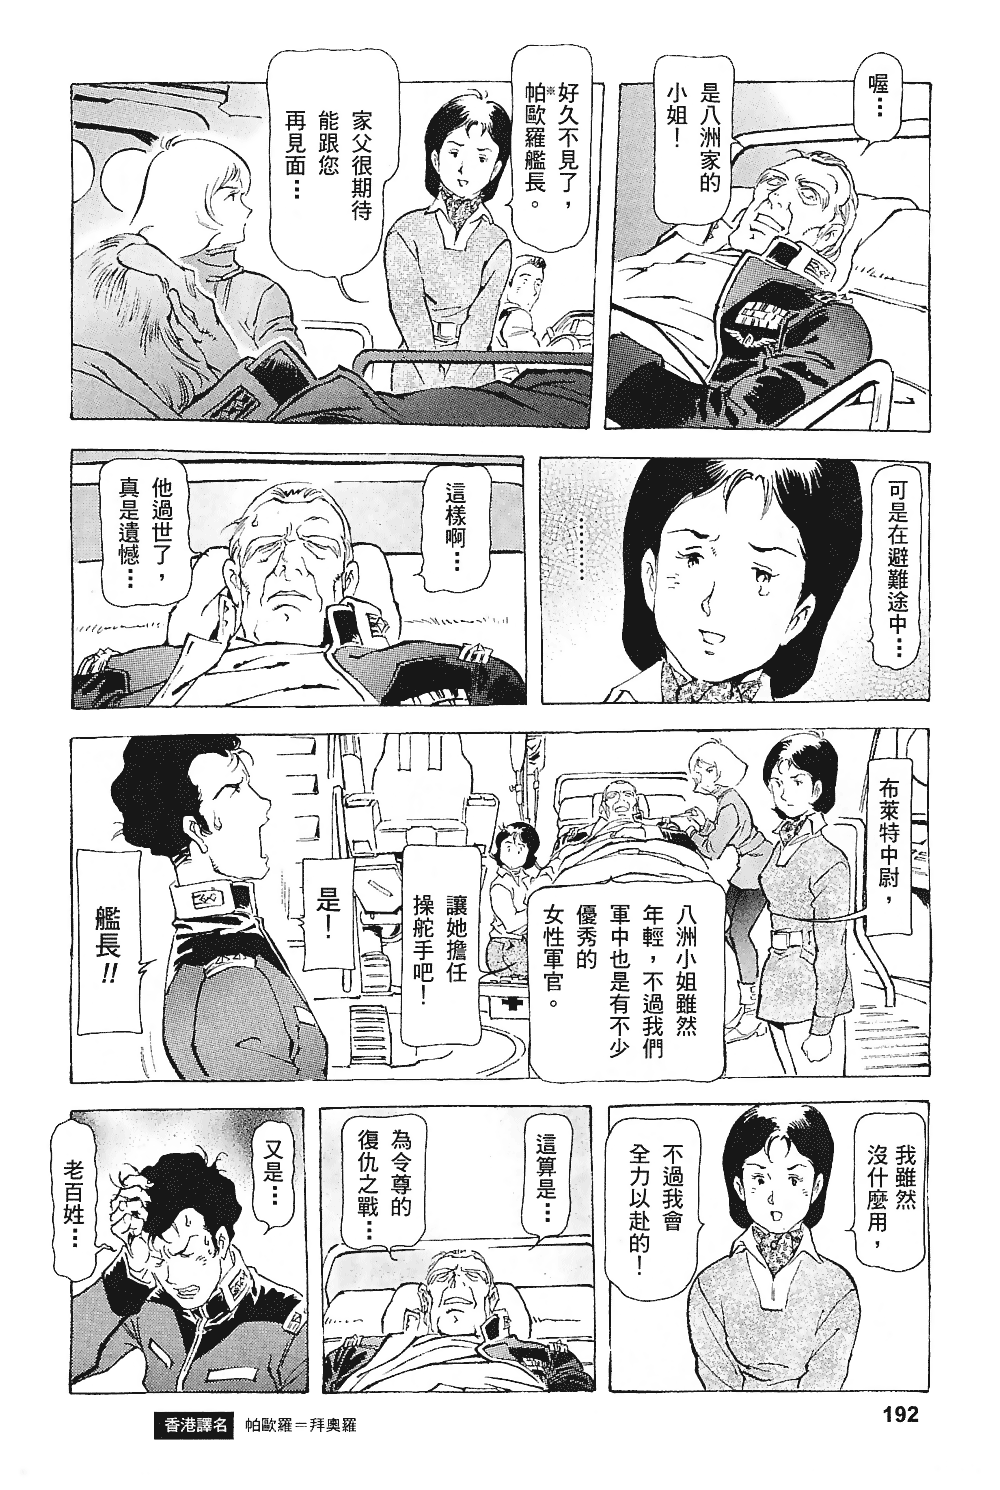 喔…
是八洲家的
小姐！
好久不見了，
帕※歐羅艦長。
家父很期待
能跟您
再見面…
可是在避難途中…
………
這樣啊…
他過世了，
真是遺憾…
布萊特中尉，
八洲小姐雖然
年輕，不過我們
軍中也是有不少
優秀的
女性軍官。
讓她擔任
操舵手吧！
是！
艦長!!
我雖然
沒什麼用，
不過我會
全力以赴的！
這算是…
為令尊的
復仇之戰…
又是…
老百姓…
192
香港譯名 帕歐羅＝拜奧羅